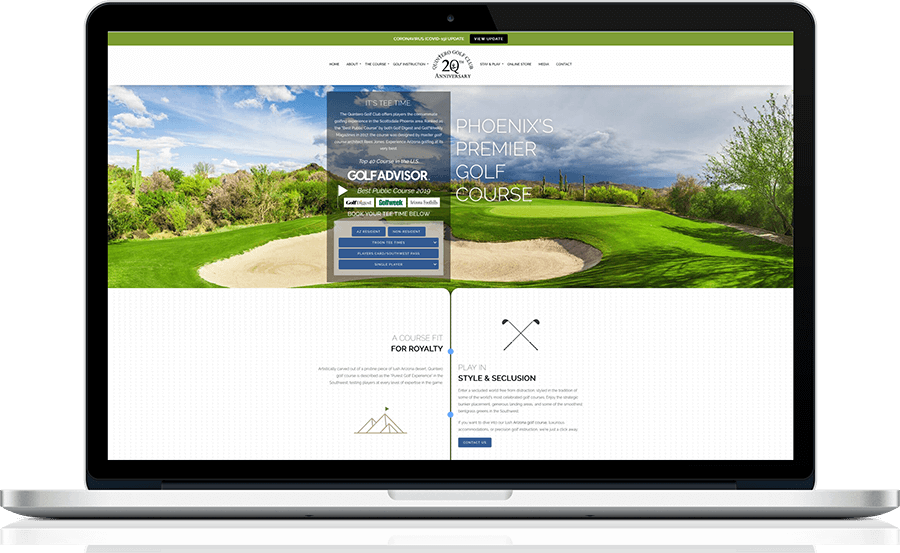 CORONAVIRUS (COVID-19) UPDATE VIEW UPDATE
HOME ABOUT THE COURSE GOLF INSTRUCTION STAY & PLAY ONLINE STORE MEDIA CONTACT
QUINTERO GOLF CLUB
20
ANNIVERSARY
IT'S TEE TIME
The Quintero Golf Club offers players the consummate
golfing experience in the Scottsdale Phoenix area. Ranked as
the "Best Public Course" by both Golf Digest and GolfWeekly
Magazines in 2017, the course was designed by master golf
course architect Rees Jones. Experience Arizona golfing at its
very best.
Top 40 Course in the U.S.
GOLFADVISOR
Best Public Course 2019
Golf Digest Golfweek
BOOK YOUR TEE TIME BELOW
AZ RESIDENT NON RESIDENT
TROON TEE TIMES
PLAYERS CARD/SOUTHWEST PASS
SINGLE PLAYER
PHOENIX'S
PREMIER
GOLF
COURSE
A COURSE FIT
FOR ROYALTY
Artistically carved out of a pristine piece of lush Arizona desert, Quintero
golf course is described as the "Purest Golf Experience" in the
Southwest testing players at every level of expertise in the game.
PLAY IN
STYLE & SECLUSION
Enter a secluded world free from distraction, styled in the tradition of
some of the world's most celebrated golf courses. Enjoy the strategic
bunker placement, generous landing areas, and some of the smoothest
bentgrass greens in the Southwest.
If you want to dive into our lush Arizona golf course, luxurious
accommodations, or precision golf instruction, we're just a click away.
CONTACT US